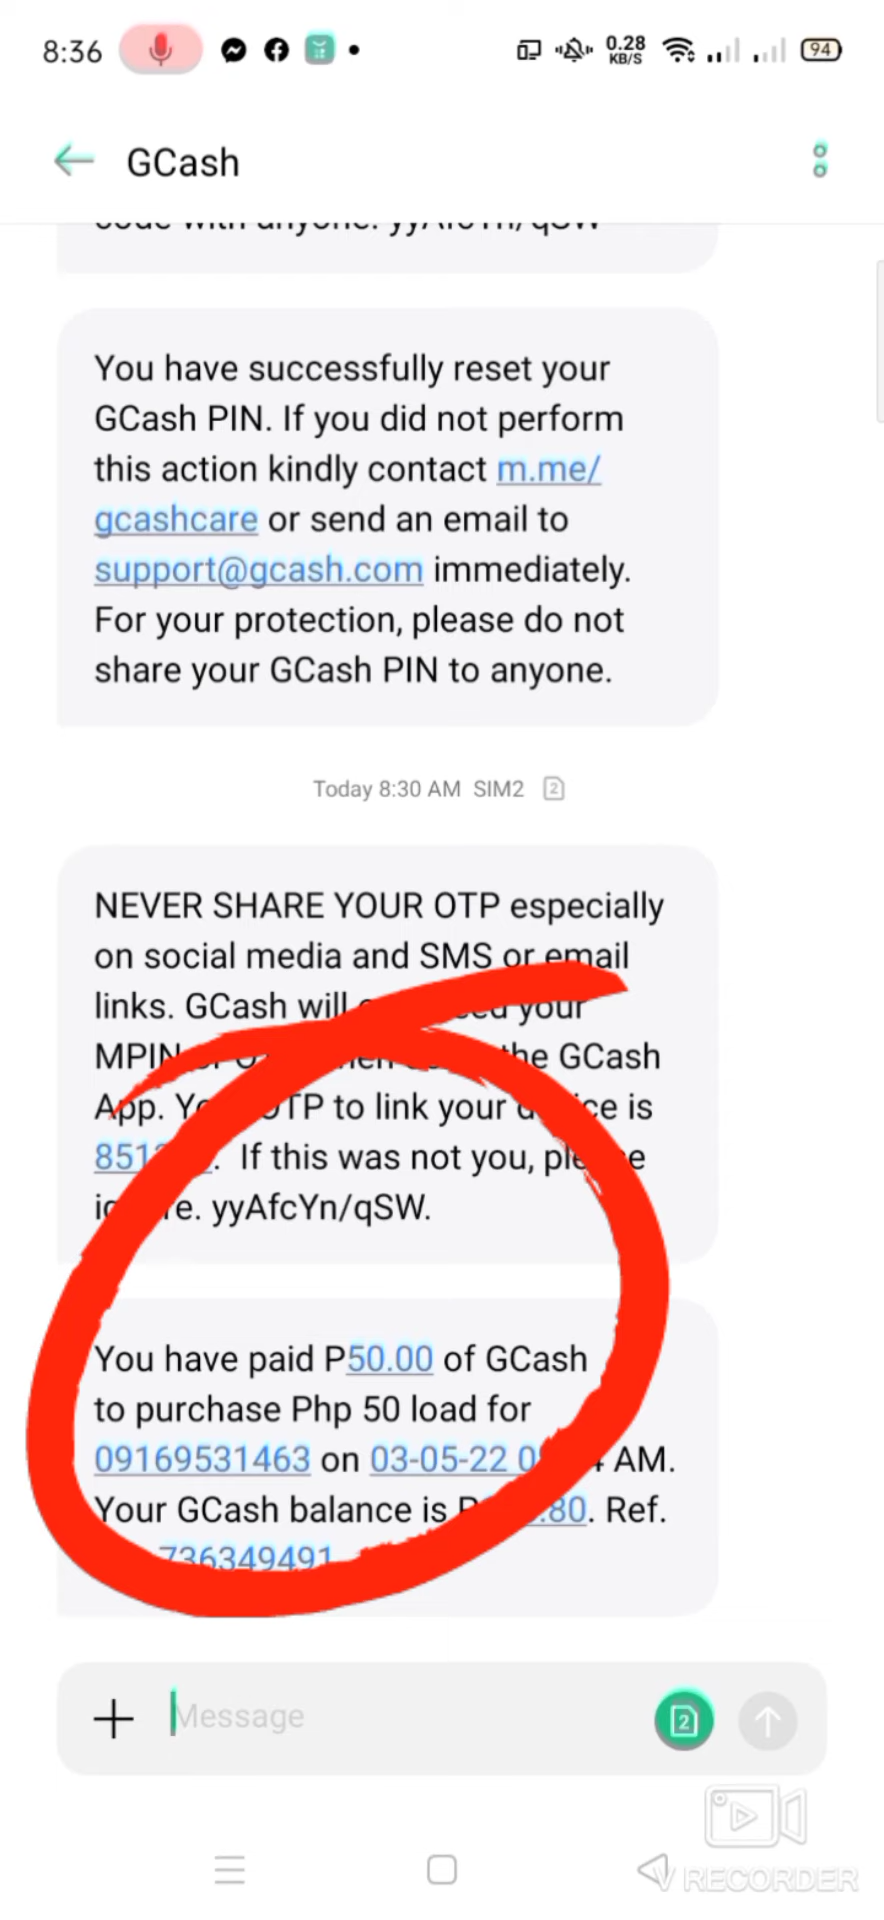 8:36
0.28
KB/S
94
GCash
You have successfully reset your
GCash PIN. If you did not perform
this action kindly contact m.me/
gcashcare or send an email to
support@gcash.com immediately.
For your protection, please do not
share your GCash PIN to anyone.
Today 8:30 AM SIM2 2
NEVER SHARE YOUR OTP especially
on social media and SMS or email
links. GCash will your
the GCash
App. to link your is
If this was not you,
yyAfcYn/qSW.
You have paid P50.00 of GCash
to purchase Php 50 load for
09169531463 on 03-05-22 AM.
Your GCash balance is .80. Ref.
736349491
Message
2
V RECORDER